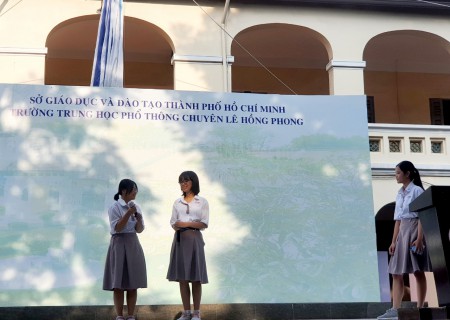 SỞ GIÁO DỤC VÀ ĐÀO TẠO THÀNH PHỐ HỒ CHÍ MINH
TRƯỜNG TRUNG HỌC PHỔ THÔNG CHUYÊN LÊ HỒNG PHONG